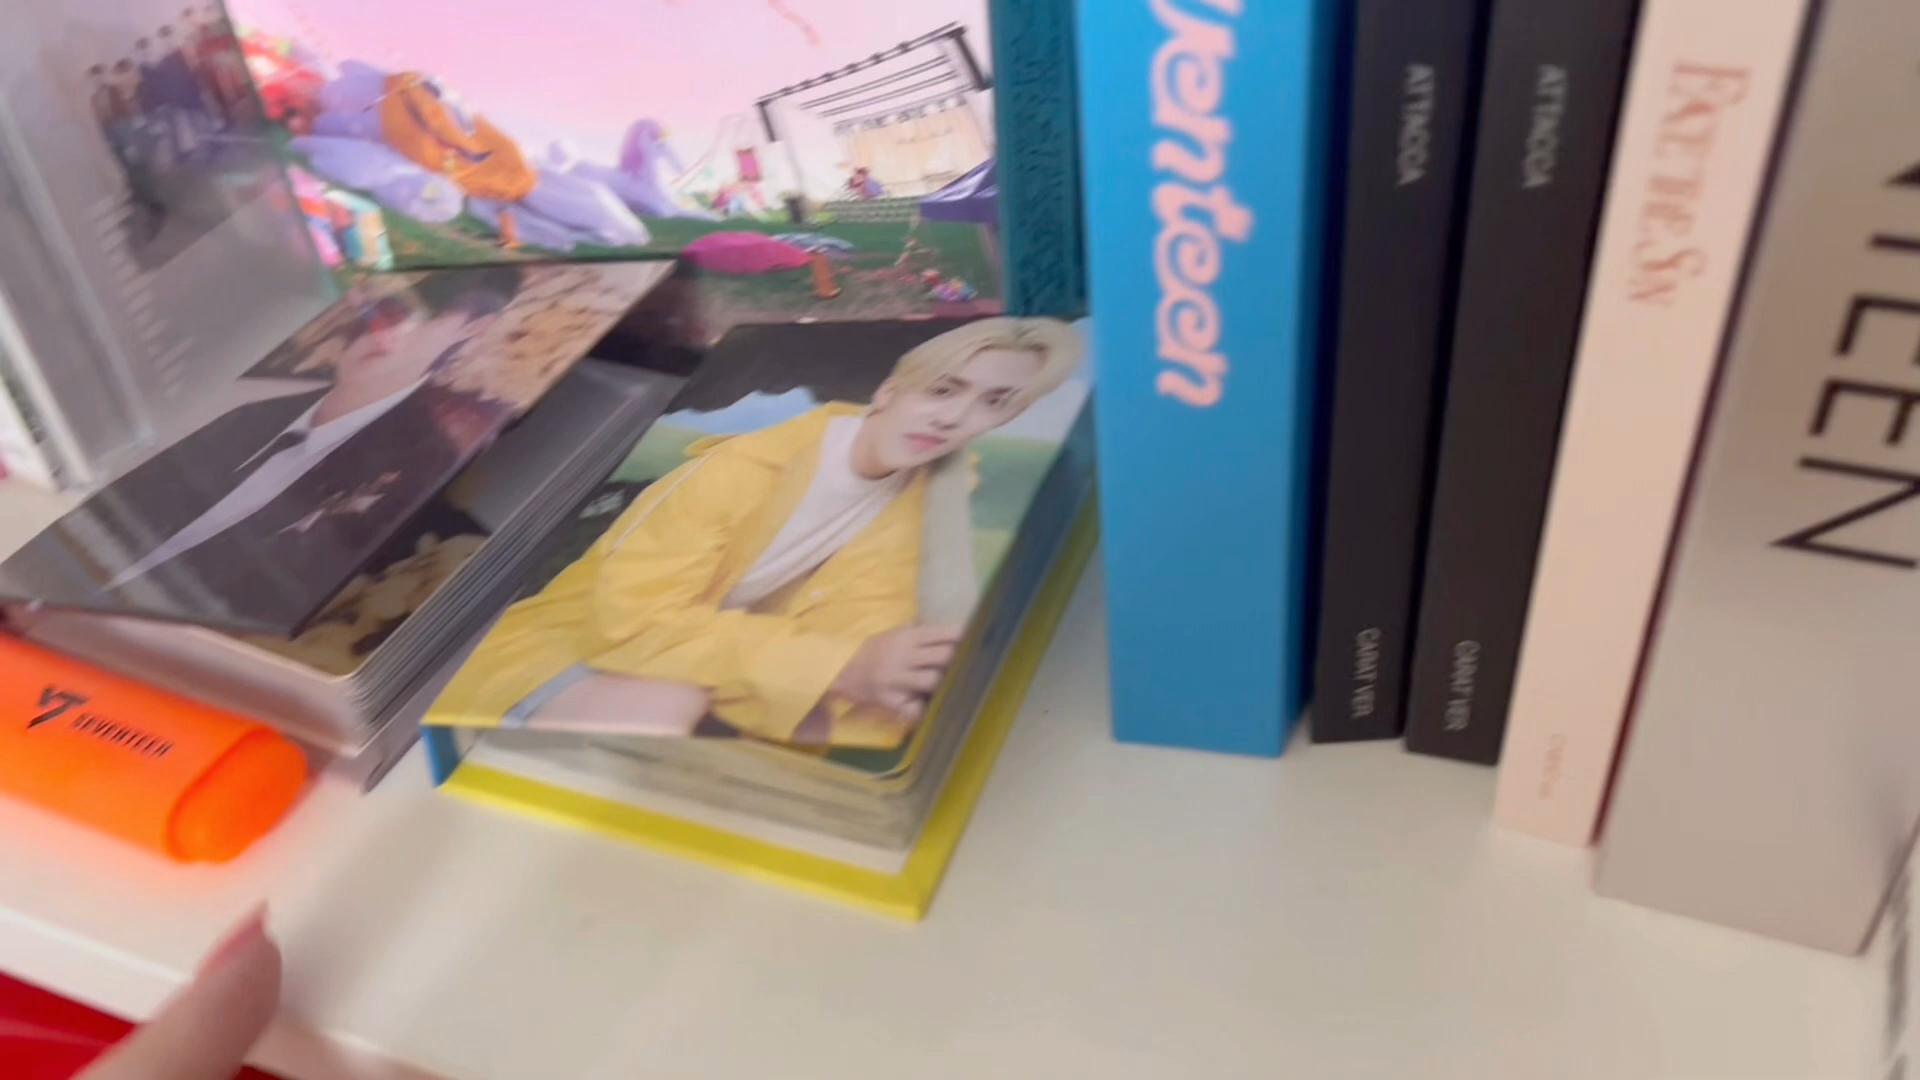 venteen
ATTACCA
CARAT VER.
ATTACCA
CARAT VER.
FACE THE SUN
NTEEN
SEVENTEEN